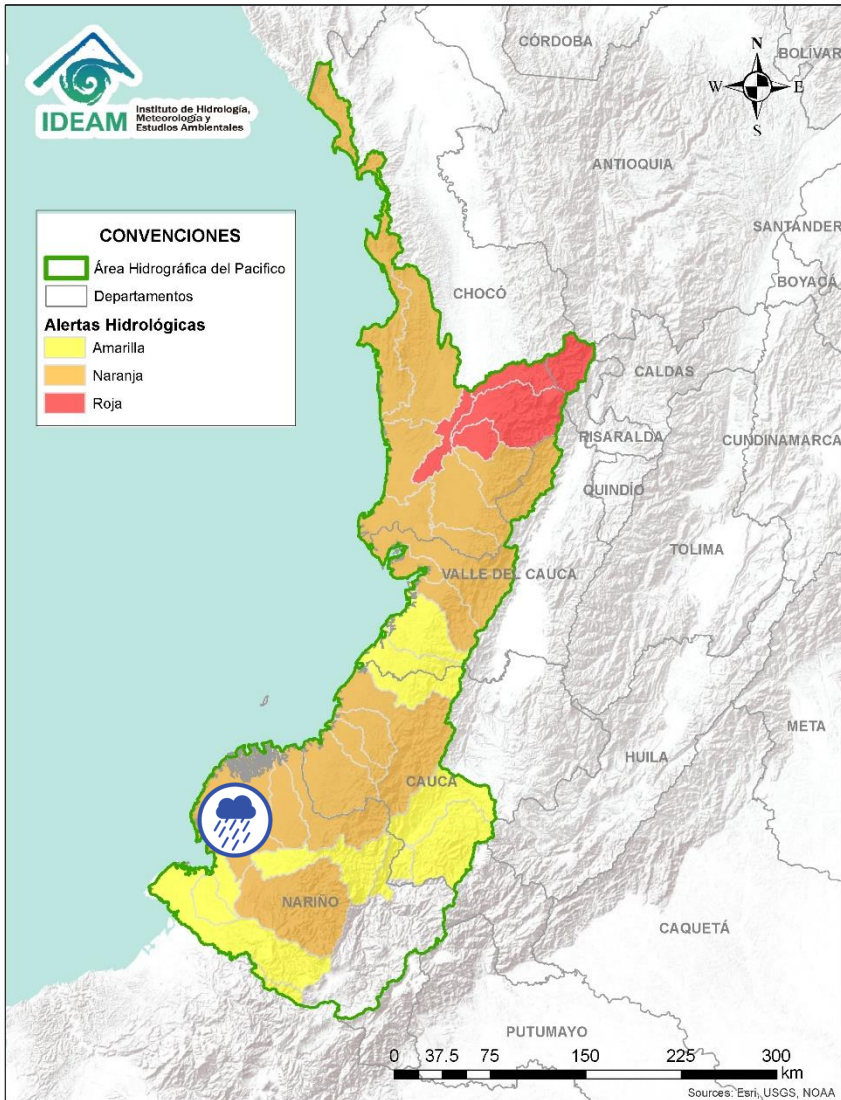 IDEAM
Instituto de Hidrología,
Meteorología y
Estudios Ambientales
N
W
E
S
CÓRDOBA
BOLÍVAR
ANTIOQUIA
SANTANDER
BOYACÁ
CONVENCIONES
Área Hidrográfica del Pacifico
Departamentos
Alertas Hidrológicas
Amarilla
Naranja
Roja
CHOCÓ
CALDAS
RISARALDA
CUNDINAMARCA
QUINDÍO
TOLIMA
VALLE DEL CAUCA
META
HUILA
CAUCA
NARIÑO
CAQUETÁ
PUTUMAYO
0 37.5 75 150 225 300
km
Sources: Esri, USGS, NOAA